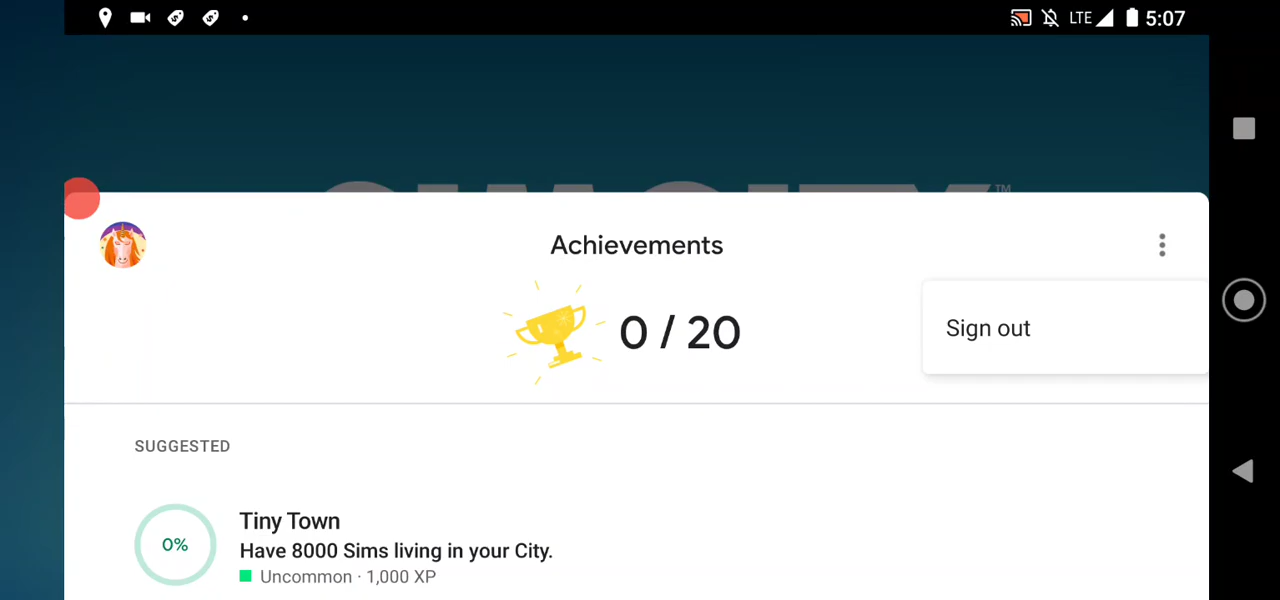 LTE 5:07
SIMCITY™
Achievements
0 / 20
Sign out
SUGGESTED
0%
Tiny Town
Have 8000 Sims living in your City.
Uncommon · 1,000 XP